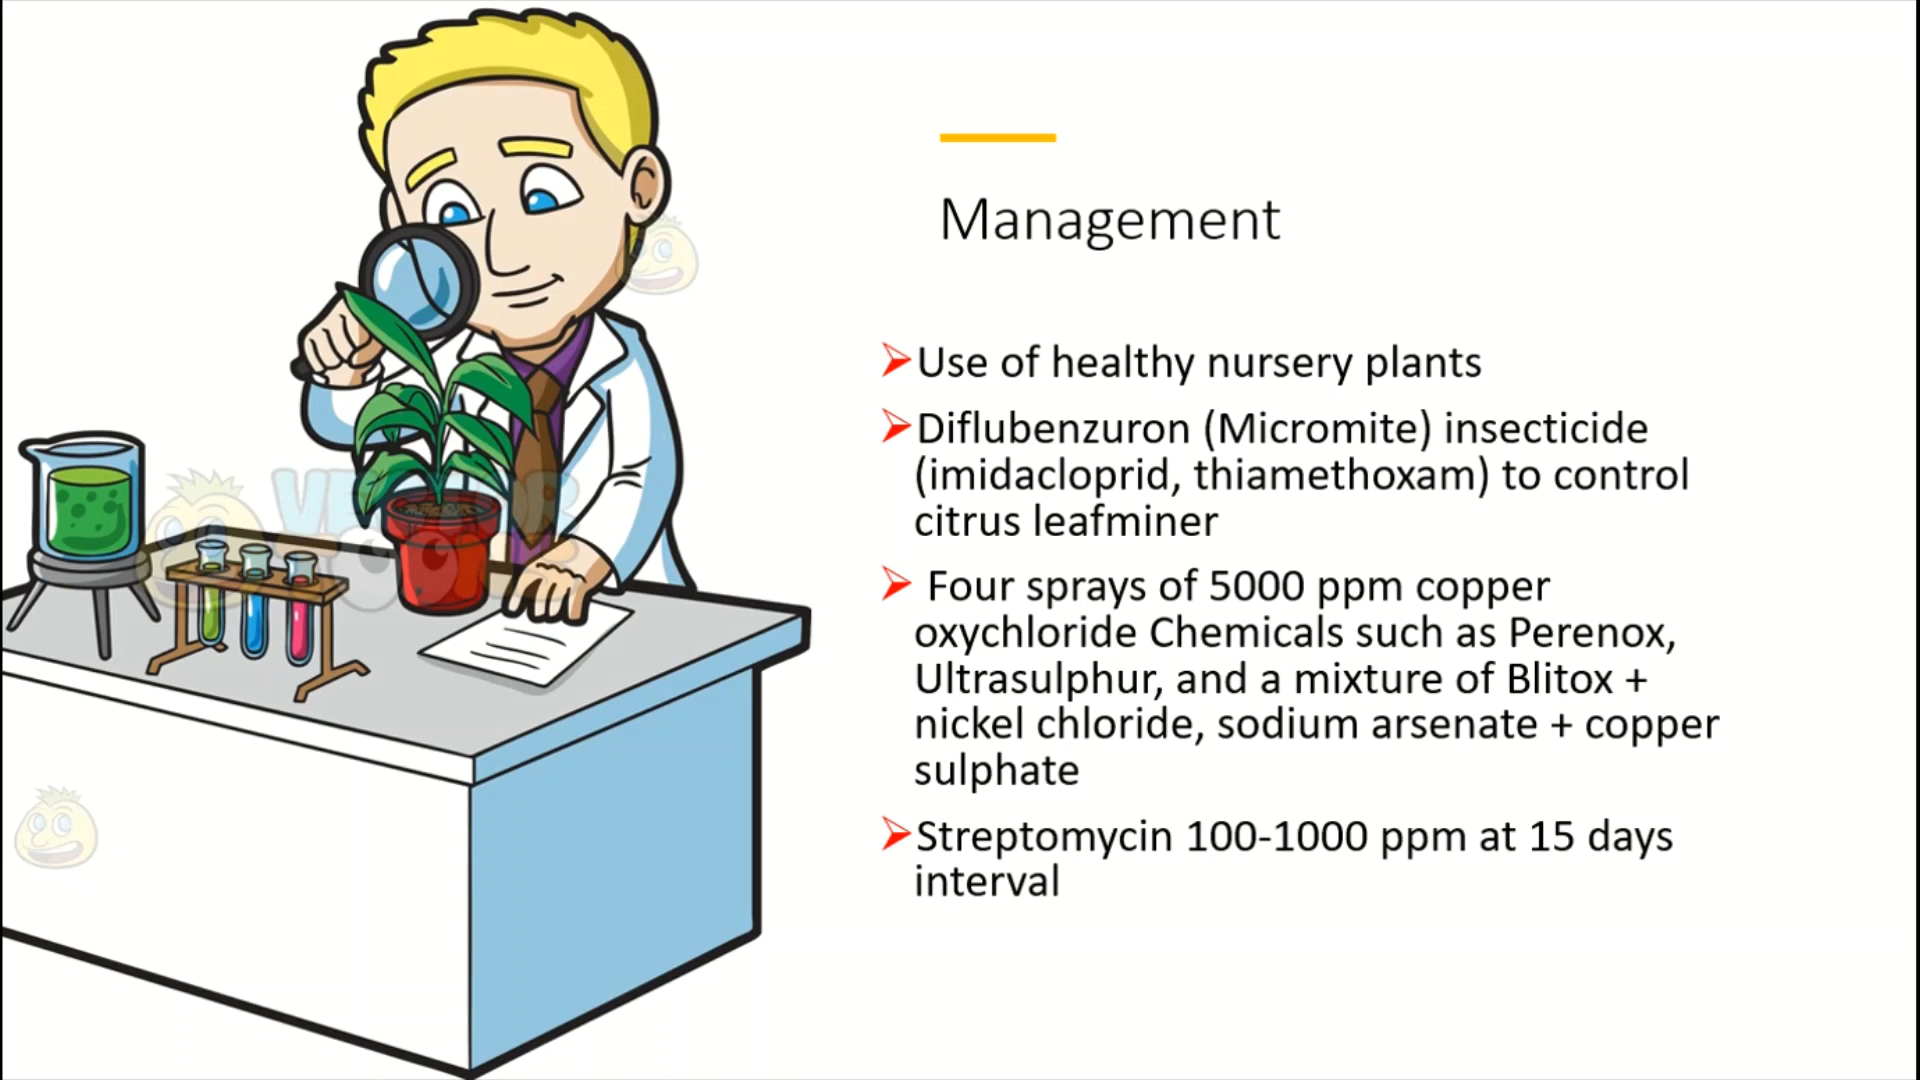 Management
➢Use of healthy nursery plants
➢Diflubenzuron (Micromite) insecticide
(imidacloprid, thiamethoxam) to control
citrus leafminer
➢ Four sprays of 5000 ppm copper
oxychloride Chemicals such as Perenox,
Ultrasulphur, and a mixture of Blitox +
nickel chloride, sodium arsenate + copper
sulphate
➢Streptomycin 100-1000 ppm at 15 days
interval